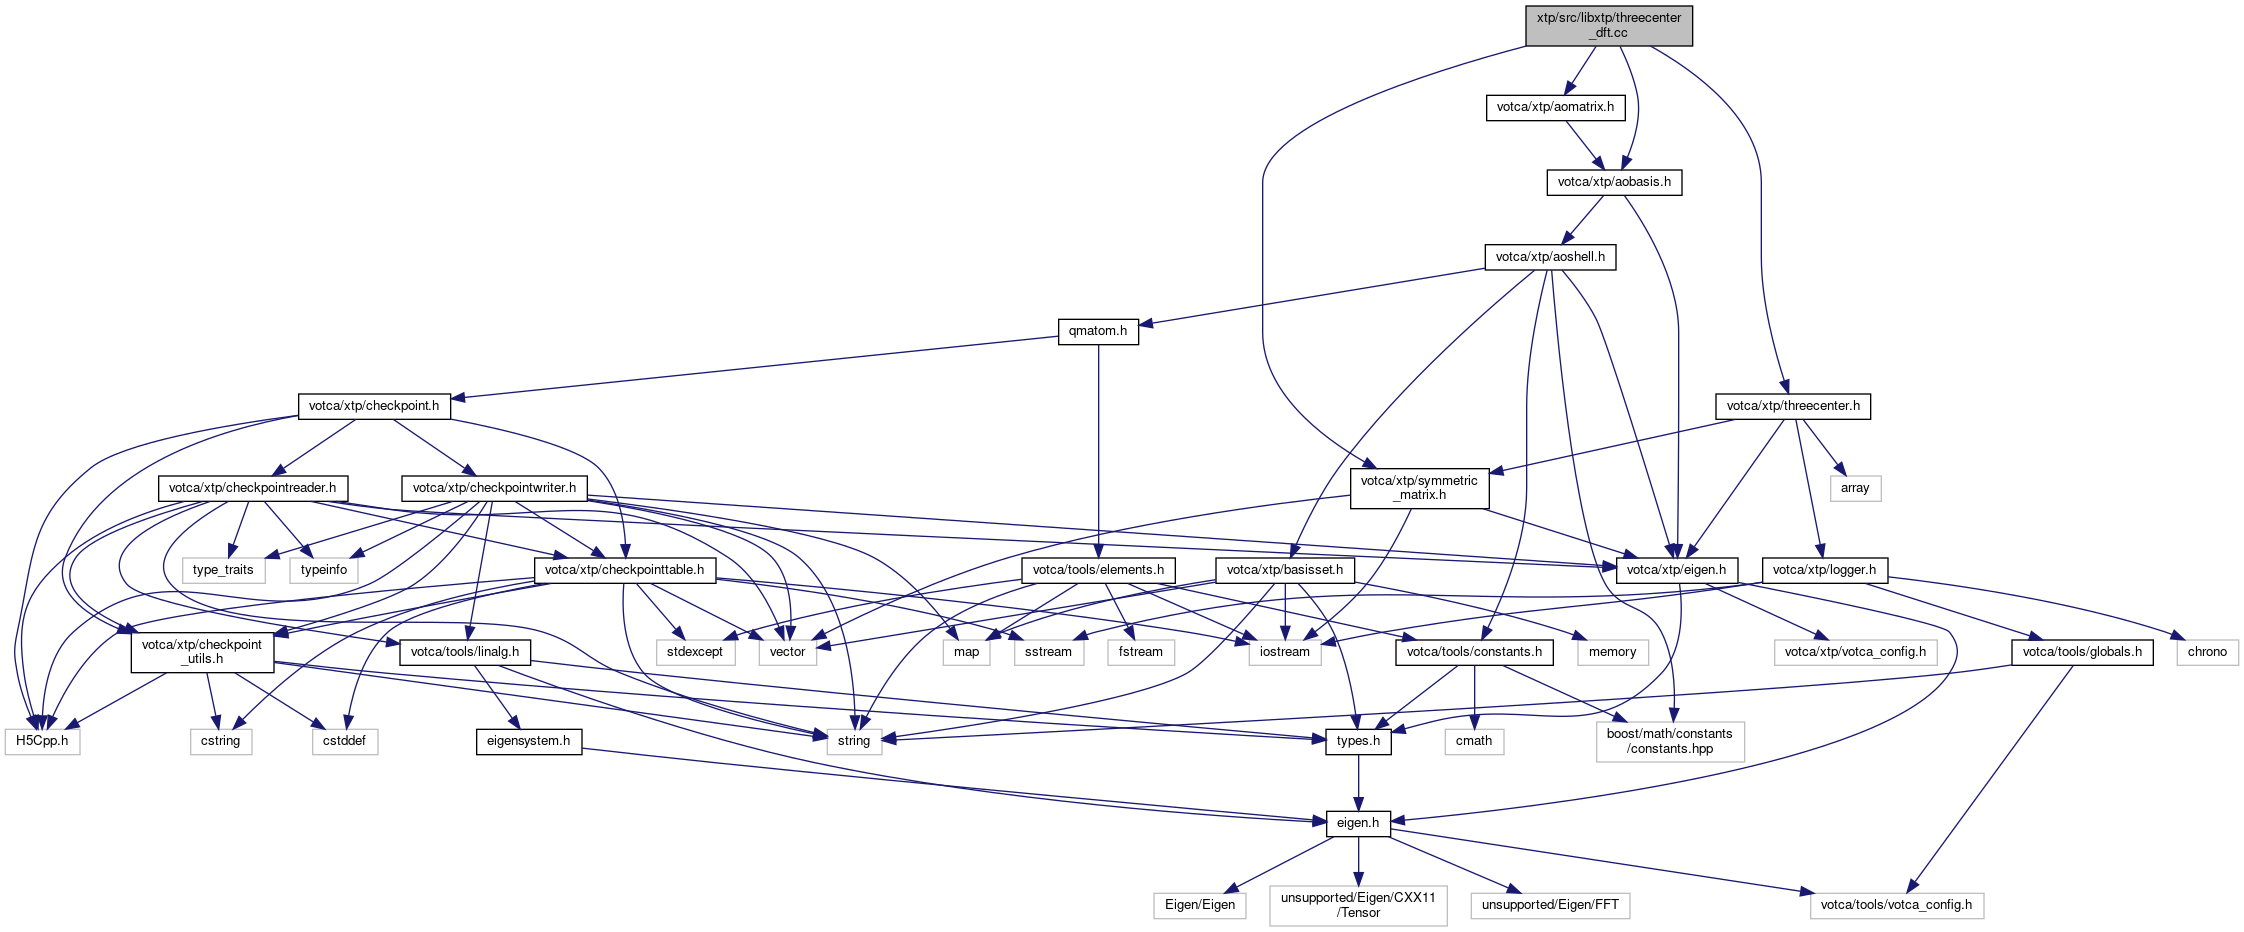 xtp/src/libxtp/threecenter
_dft.cc
votca/xtp/aomatrix.h
votca/xtp/aobasis.h
votca/xtp/aoshell.h
qmatom.h
votca/xtp/checkpoint.h
votca/xtp/threecenter.h
votca/xtp/checkpointreader.h
votca/xtp/checkpointwriter.h
votca/xtp/symmetric
_matrix.h
array
type_traits
typeinfo
votca/xtp/checkpointtable.h
votca/tools/elements.h
votca/xtp/basisset.h
votca/xtp/eigen.h
votca/xtp/logger.h
votca/xtp/checkpoint
_utils.h
votca/tools/linalg.h
stdexcept
vector
map
sstream
fstream
iostream
votca/tools/constants.h
memory
votca/xtp/votca_config.h
votca/tools/globals.h
chrono
H5Cpp.h
cstring
cstddef
eigensystem.h
string
types.h
cmath
boost/math/constants
/constants.hpp
eigen.h
Eigen/Eigen
unsupported/Eigen/CXX11
/Tensor
unsupported/Eigen/FFT
votca/tools/votca_config.h